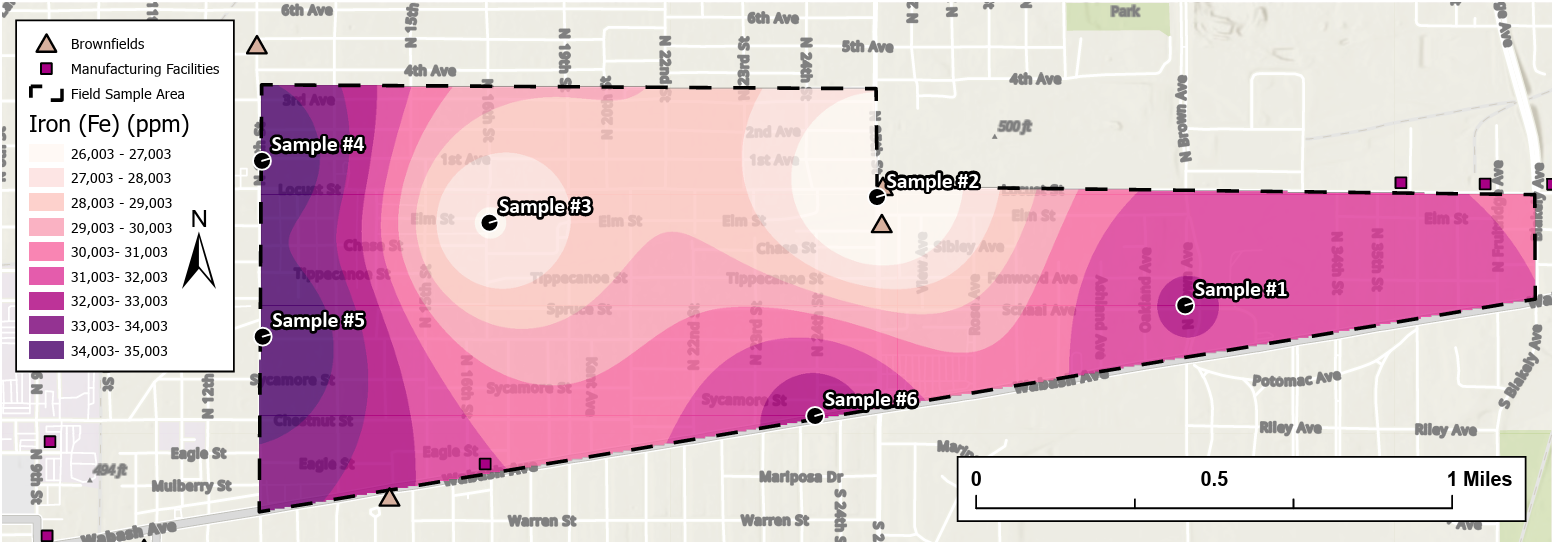 6th Ave
6th Ave
Park
5th Ave
N 15th
N 19th St
N 22nd St
N 24th St
4th Ave
4th Ave
3rd Ave
Brownfields
Manufacturing Facilities
Field Sample Area
Iron (Fe) (ppm)
26,003 - 27,003
27,003 - 28,003
28,003 - 29,003
29,003 - 30,003
30,003 - 31,003
31,003- 32,003
32,003- 33,003
33,003- 34,003
34,003- 35,003
N
N 16th St
N 20th St
2nd Ave
500 ft
N Brown Ave
Sample #4
1st Ave
1st Ave
Sample #2
Locust St
Sample #3
Elm St
Elm St
Elm St
Elm St
Elm St
Chase St
Chase St
Sibley Ave
View Ave
Tippecanoe St
Tippecanoe St
Tippecanoe St
Fenwood Ave
N 34th St
N 35th St
Oakland Ave
Ashland Ave
Sample #1
N 15th St
Spruce St
Schaal Ave
Rose Ave
Sample #5
N 22nd St
N 23rd St
N 24th St
N 16th St
Kent Ave
Sycamore St
Sycamore St
Sycamore St
Sample #6
Wabash Ave
Potomac Ave
S Blakely Ave
N 12th
Chestnut St
Riley Ave
Riley Ave
N 9th St
494 ft
Eagle St
Eagle St
Eagle St
Wabash Ave
Mulberry St
Mariposa Dr
0
0.5
1 Miles
Warren St
Warren St
S 24th S
Wabash Ave